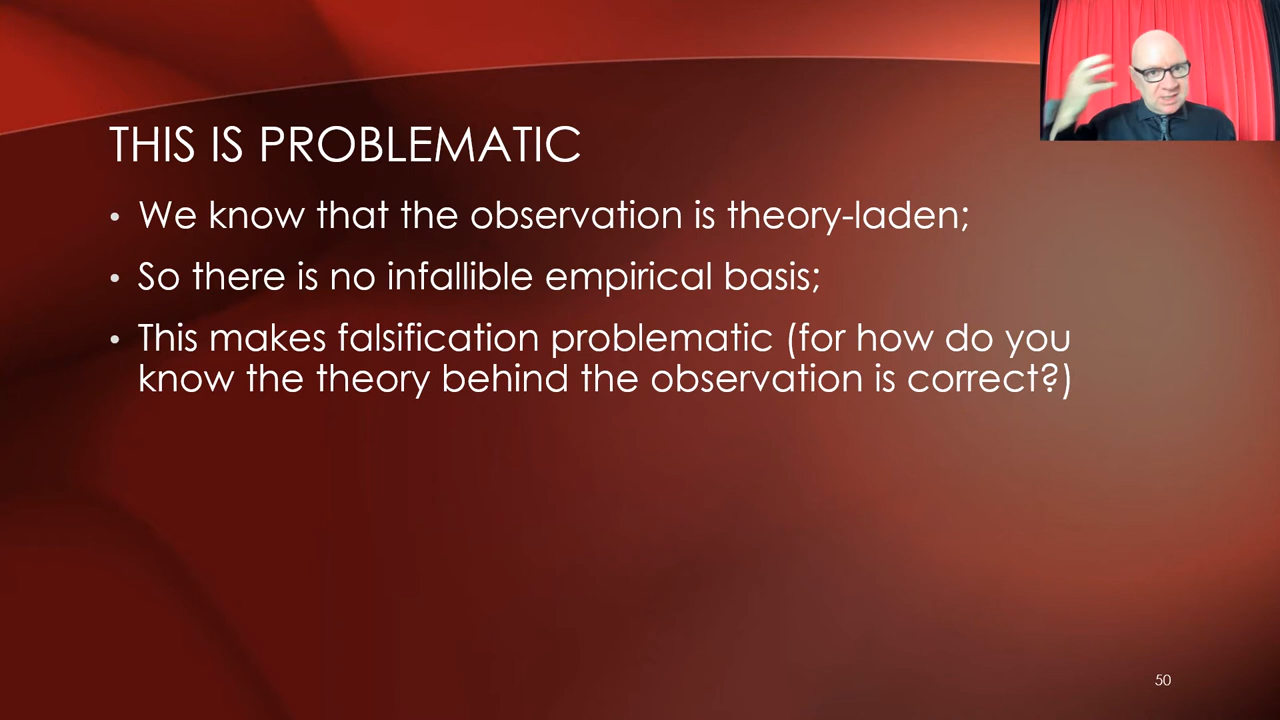 THIS IS PROBLEMATIC
• We know that the observation is theory-laden;
• So there is no infallible empirical basis;
• This makes falsification problematic (for how do you
know the theory behind the observation is correct?)
50